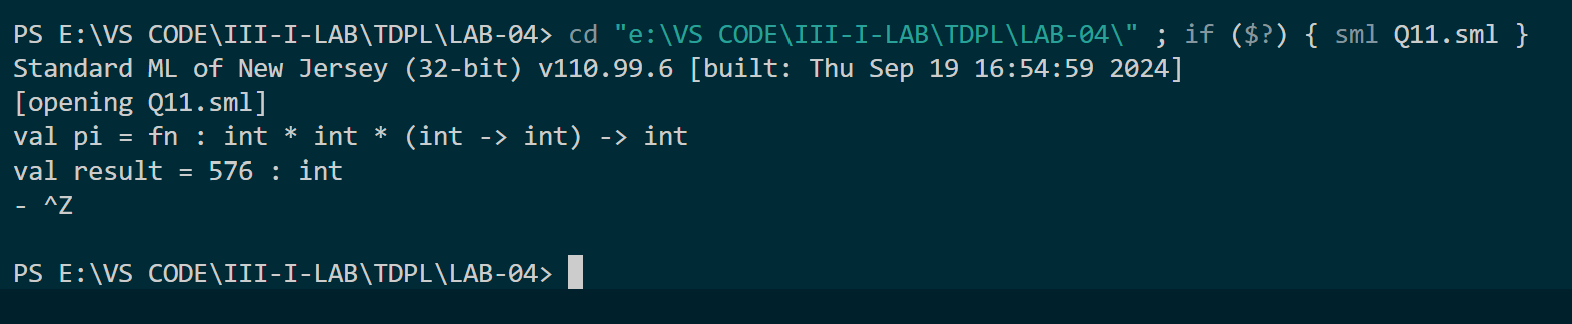 PS E:\VS CODE\III-I-LAB\TDPL\LAB-04> cd "e:\VS CODE\III-I-LAB\TDPL\LAB-04\" ; if ($?) { sml Q11.sml }
Standard ML of New Jersey (32-bit) v110.99.6 [built: Thu Sep 19 16:54:59 2024]
[opening Q11.sml]
val pi = fn : int * int * (int -> int) -> int
val result = 576 : int
- ^Z
PS E:\VS CODE\III-I-LAB\TDPL\LAB-04>